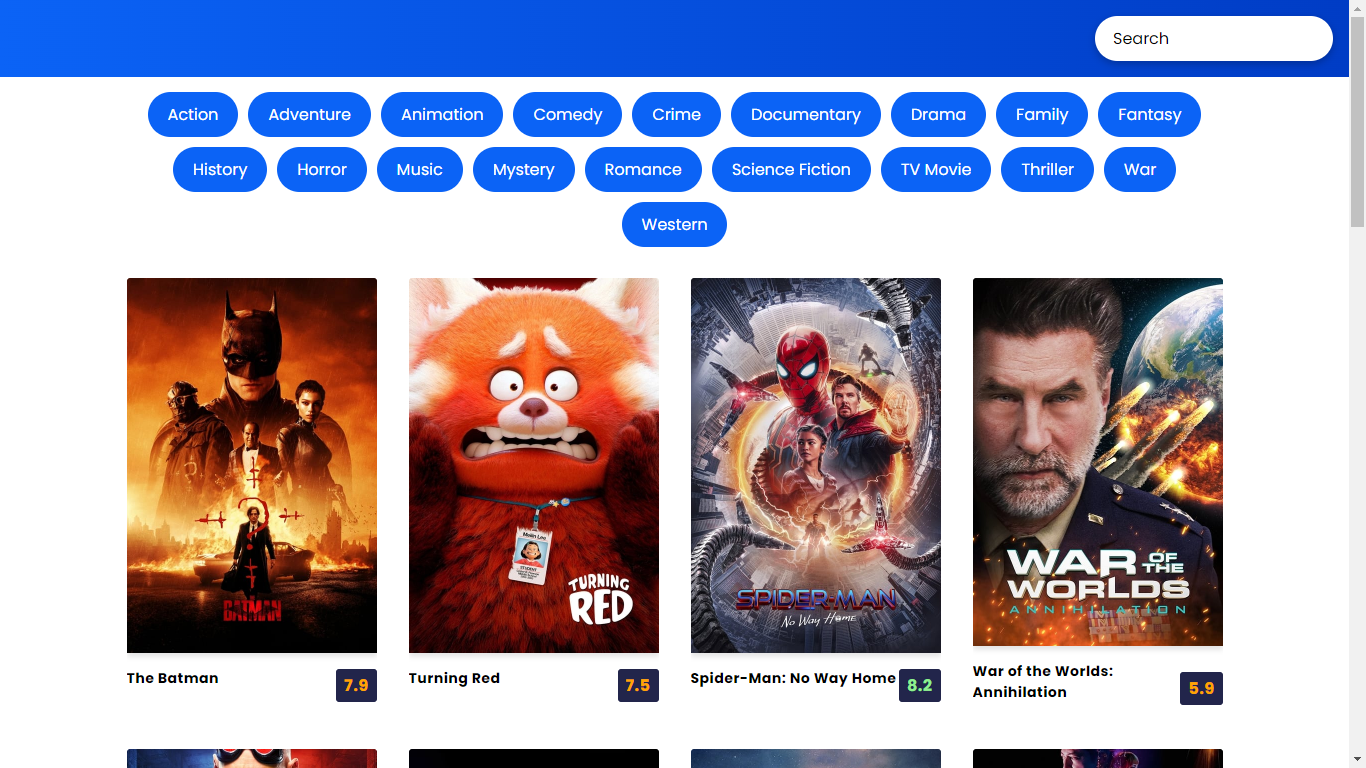 Search
Action Adventure Animation Comedy Crime Documentary Drama Family Fantasy
History Horror Music Mystery Romance Science Fiction TV Movie Thriller War
Western
BATMAN
Meilin Lee
STUDENT
TURNING
RED
SPIDER-MAN
No Way Home
WAR OF THE
WORLDS
ANNIHILATION
The Batman 7.9
Turning Red 7.5
Spider-Man: No Way Home 8.2
War of the Worlds:
Annihilation 5.9